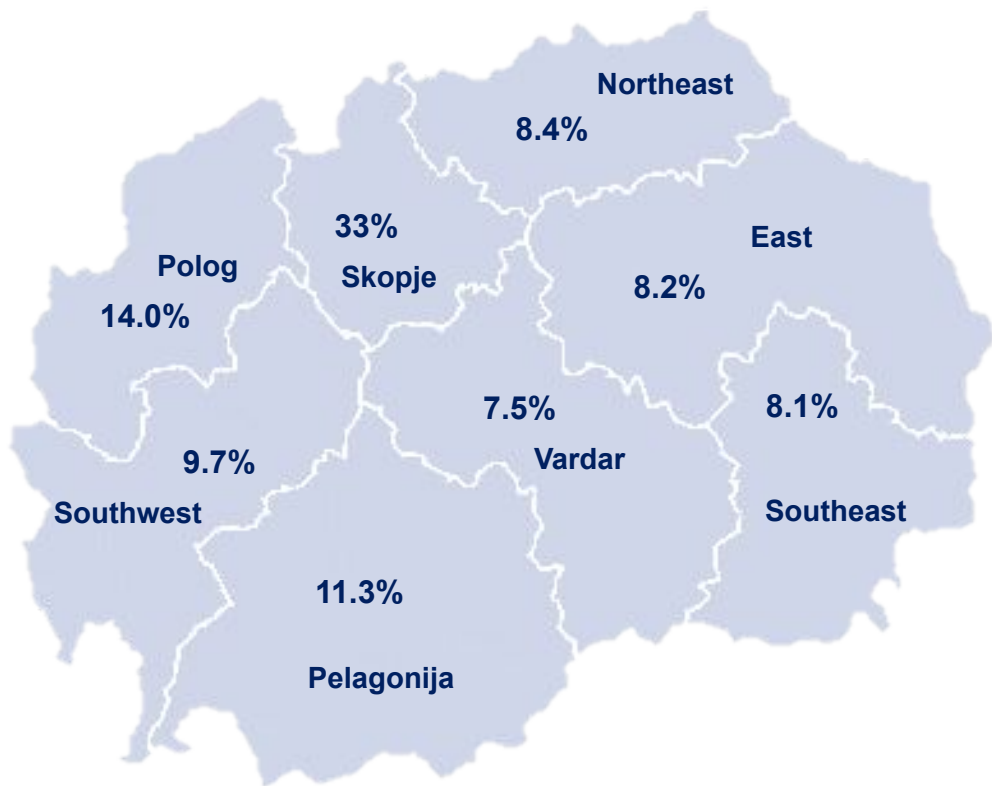 Northeast
8.4%
33%
Skopje
East
8.2%
Polog
14.0%
7.5%
Vardar
8.1%
Southeast
9.7%
Southwest
11.3%
Pelagonija